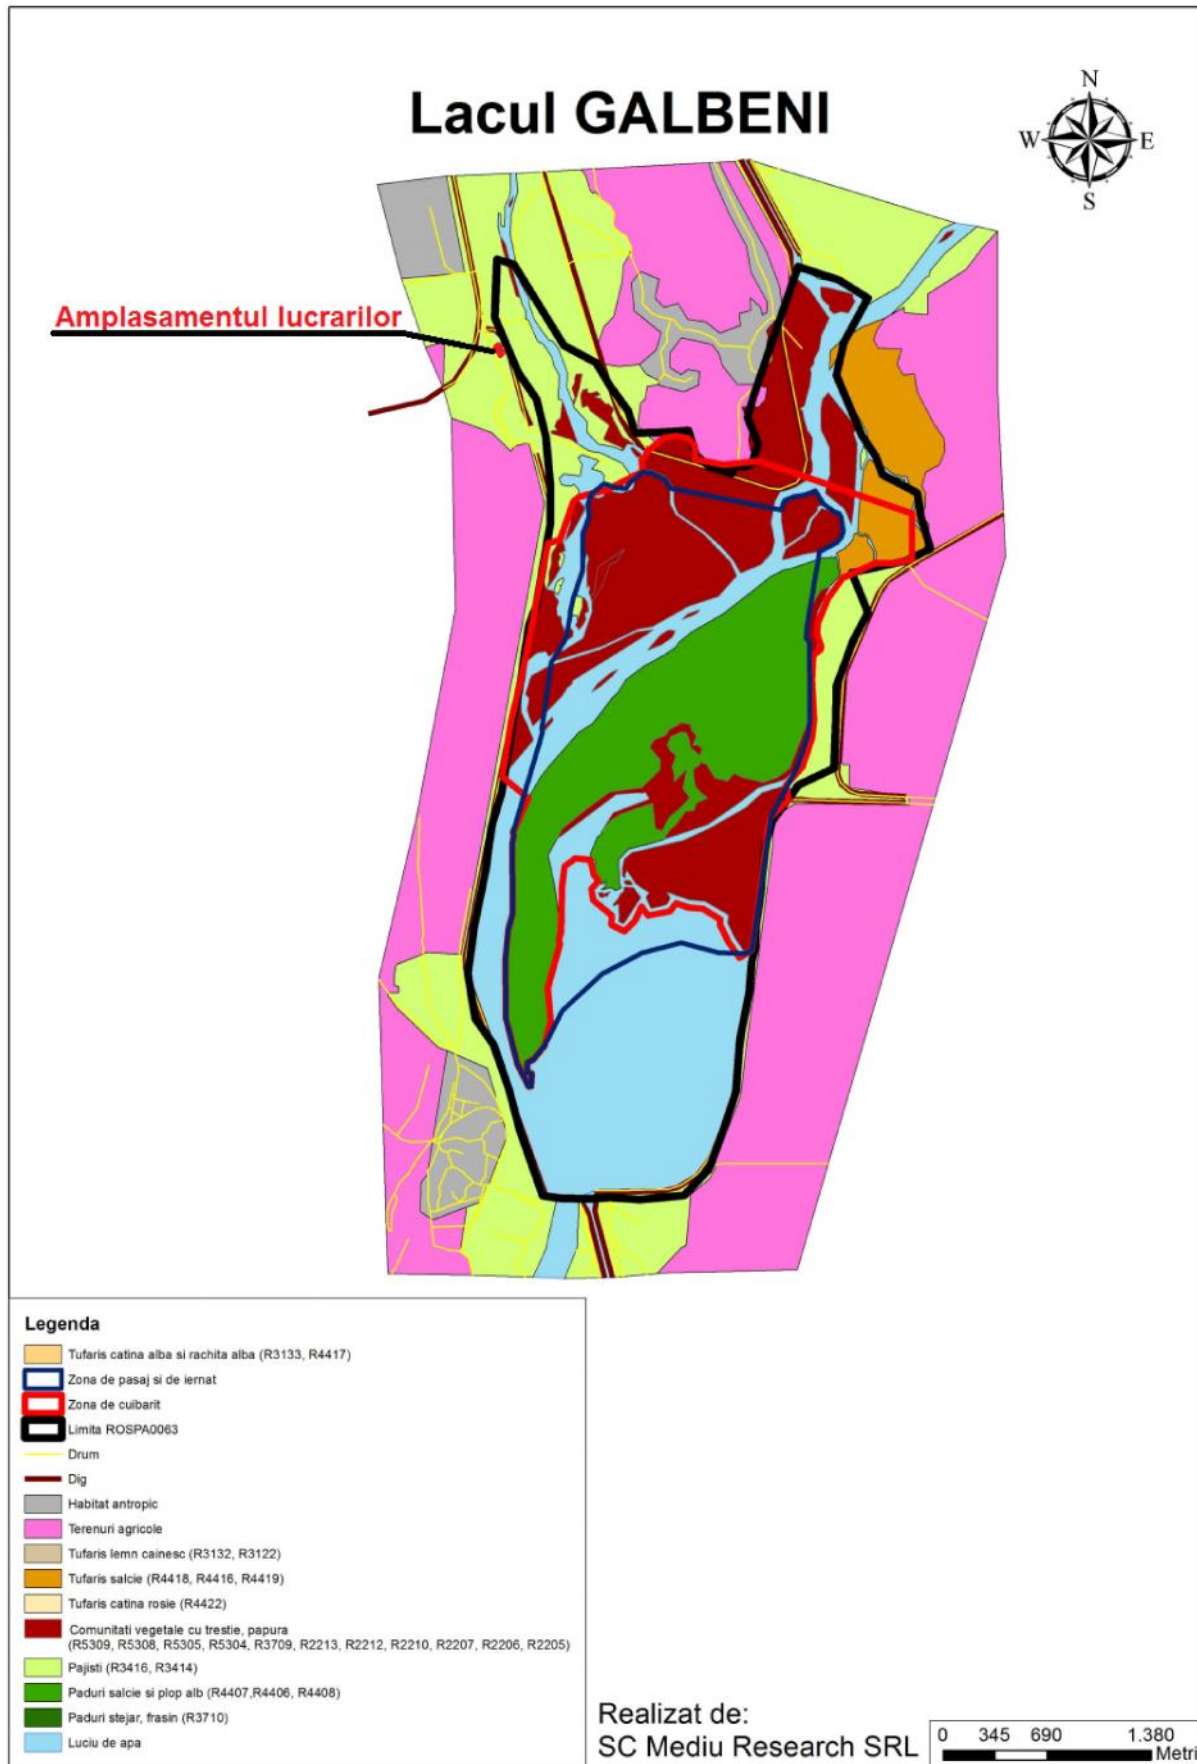 Lacul GALBENI
N
W
E
S
Amplasamentul lucrarilor
Legenda
Tufaris catina alba si rachita alba (R3133, R4417)
Zona de pasaj si de iernat
Zona de cuibarit
Limita ROSPA0063
Drum
Dig
Habitat antropic
Terenuri agricole
Tufaris lemn cainesc (R3132, R3122)
Tufaris salcie (R4418, R4416, R4419)
Tufaris catina rosie (R4422)
Comunitati vegetale cu trestie, papura
(R5309, R5308, R5305, R5304, R3709, R2213, R2212, R2210, R2207, R2206, R2205)
Pajisti (R3416, R3414)
Paduri salcie si plop alb (R4407,R4406, R4408)
Paduri stejar, frasin (R3710)
Luciu de apa
Realizat de:
SC Mediu Research SRL
0 345 690 1.380
Metri